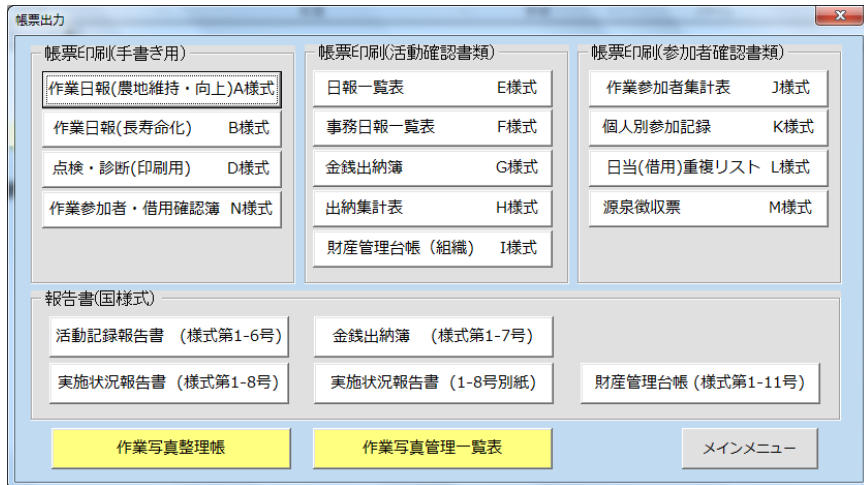 帳票出力
帳票印刷(手書き用)
作業日報(農地維持・向上)A様式
作業日報(長寿命化) B様式
点検・診断(印刷用) D様式
作業参加者・借用確認簿 N様式
帳票印刷(活動確認書類)
日報一覧表 E様式
事務日報一覧表 F様式
金銭出納簿 G様式
出納集計表 H様式
財産管理台帳（組織) I様式
帳票印刷(参加者確認書類)
作業参加者集計表 J様式
個人別参加記録 K様式
日当(借用)重複リスト L様式
源泉徴収票 M様式
報告書(国様式)
活動記録報告書 (様式第1-6号)
金銭出納簿 (様式第1-7号)
実施状況報告書 (様式第1-8号)
実施状況報告書 (1-8号別紙)
財産管理台帳 (様式第1-11号)
作業写真整理帳
作業写真管理一覧表
メインメニュー